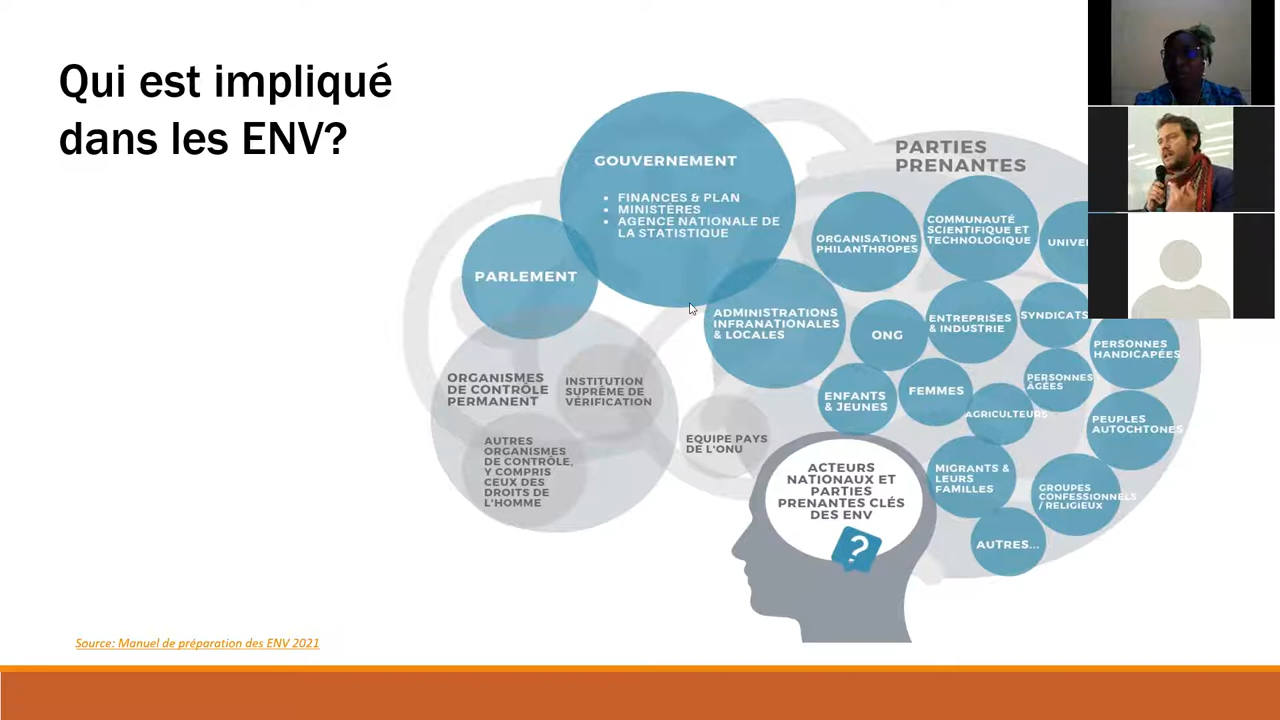 Qui est impliqué
dans les ENV?
GOUVERNEMENT
• FINANCES & PLAN
• MINISTÈRES
• AGENCE NATIONALE DE
LA STATISTIQUE
PARLEMENT
ADMINISTRATIONS
INFRANATIONALES
& LOCALES
ORGANISMES
DE CONTRÔLE
PERMANENT
INSTITUTION
SUPRÊME DE
VÉRIFICATION
AUTRES
ORGANISMES
DE CONTRÔLE,
Y COMPRIS
CEUX DES
DROITS DE
L'HOMME
EQUIPE PAYS
DE L'ONU
PARTIES
PRENANTES
ORGANISATIONS
PHILANTHROPES
COMMUNAUTÉ
SCIENTIFIQUE ET
TECHNOLOGIQUE
UNIVE
ONG
ENTREPRISES
& INDUSTRIE
SYNDICATS
PERSONNES
HANDICAPÉES
ENFANTS
& JEUNES
FEMMES
PERSONNES
ÂGÉES
AGRICULTEURS
PEUPLES
AUTOCHTONES
MIGRANTS &
LEURS
FAMILLES
GROUPES
CONFESSIONNELS
/ RELIGIEUX
AUTRES...
ACTEURS
NATIONAUX ET
PARTIES
PRENANTES CLÉS
DES ENV
?
Source: Manuel de préparation des ENV 2021